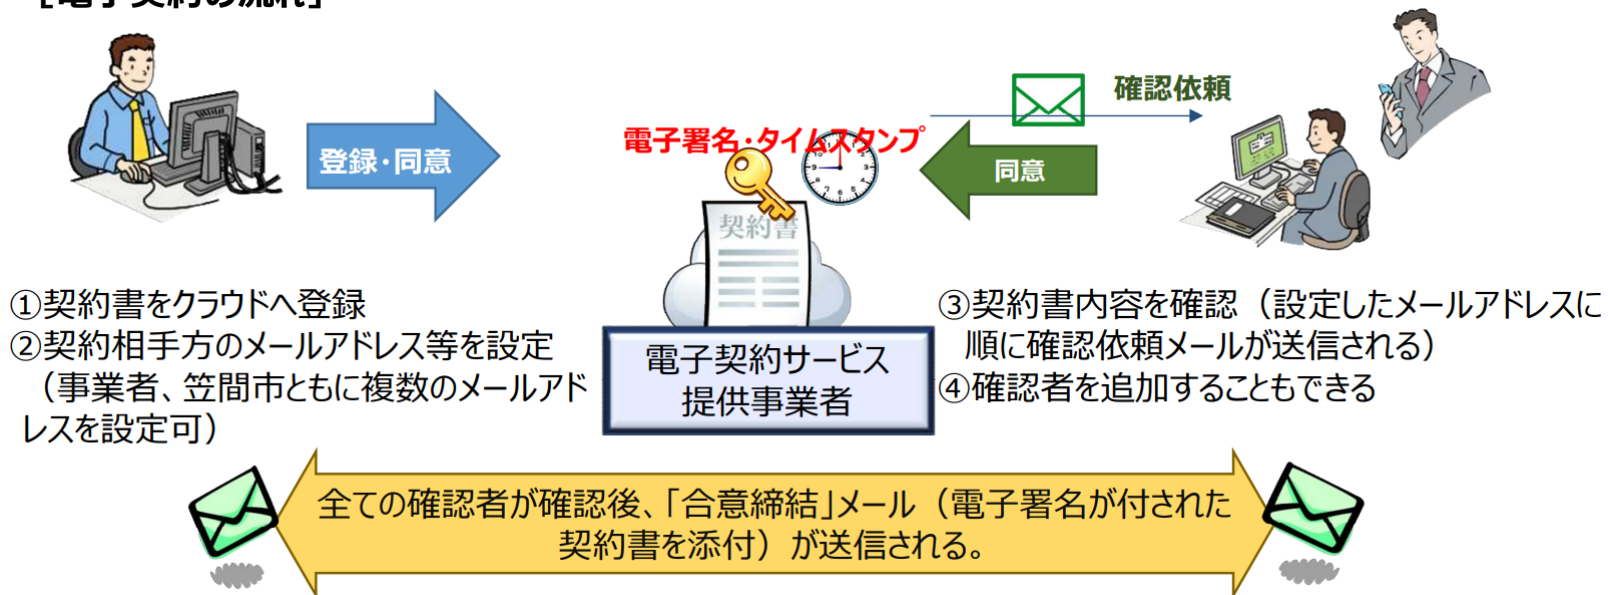 [電子契約の流れ]
確認依頼
電子署名・タイムスタンプ
登録・同意
同意
契約書
①契約書をクラウドへ登録
②契約相手方のメールアドレス等を設定
（事業者、笠間市ともに複数のメールアド
レスを設定可）
電子契約サービス
提供事業者
③契約書内容を確認（設定したメールアドレスに
順に確認依頼メールが送信される）
④確認者を追加することもできる
全ての確認者が確認後、「合意締結」メール（電子署名が付された
契約書を添付）が送信される。